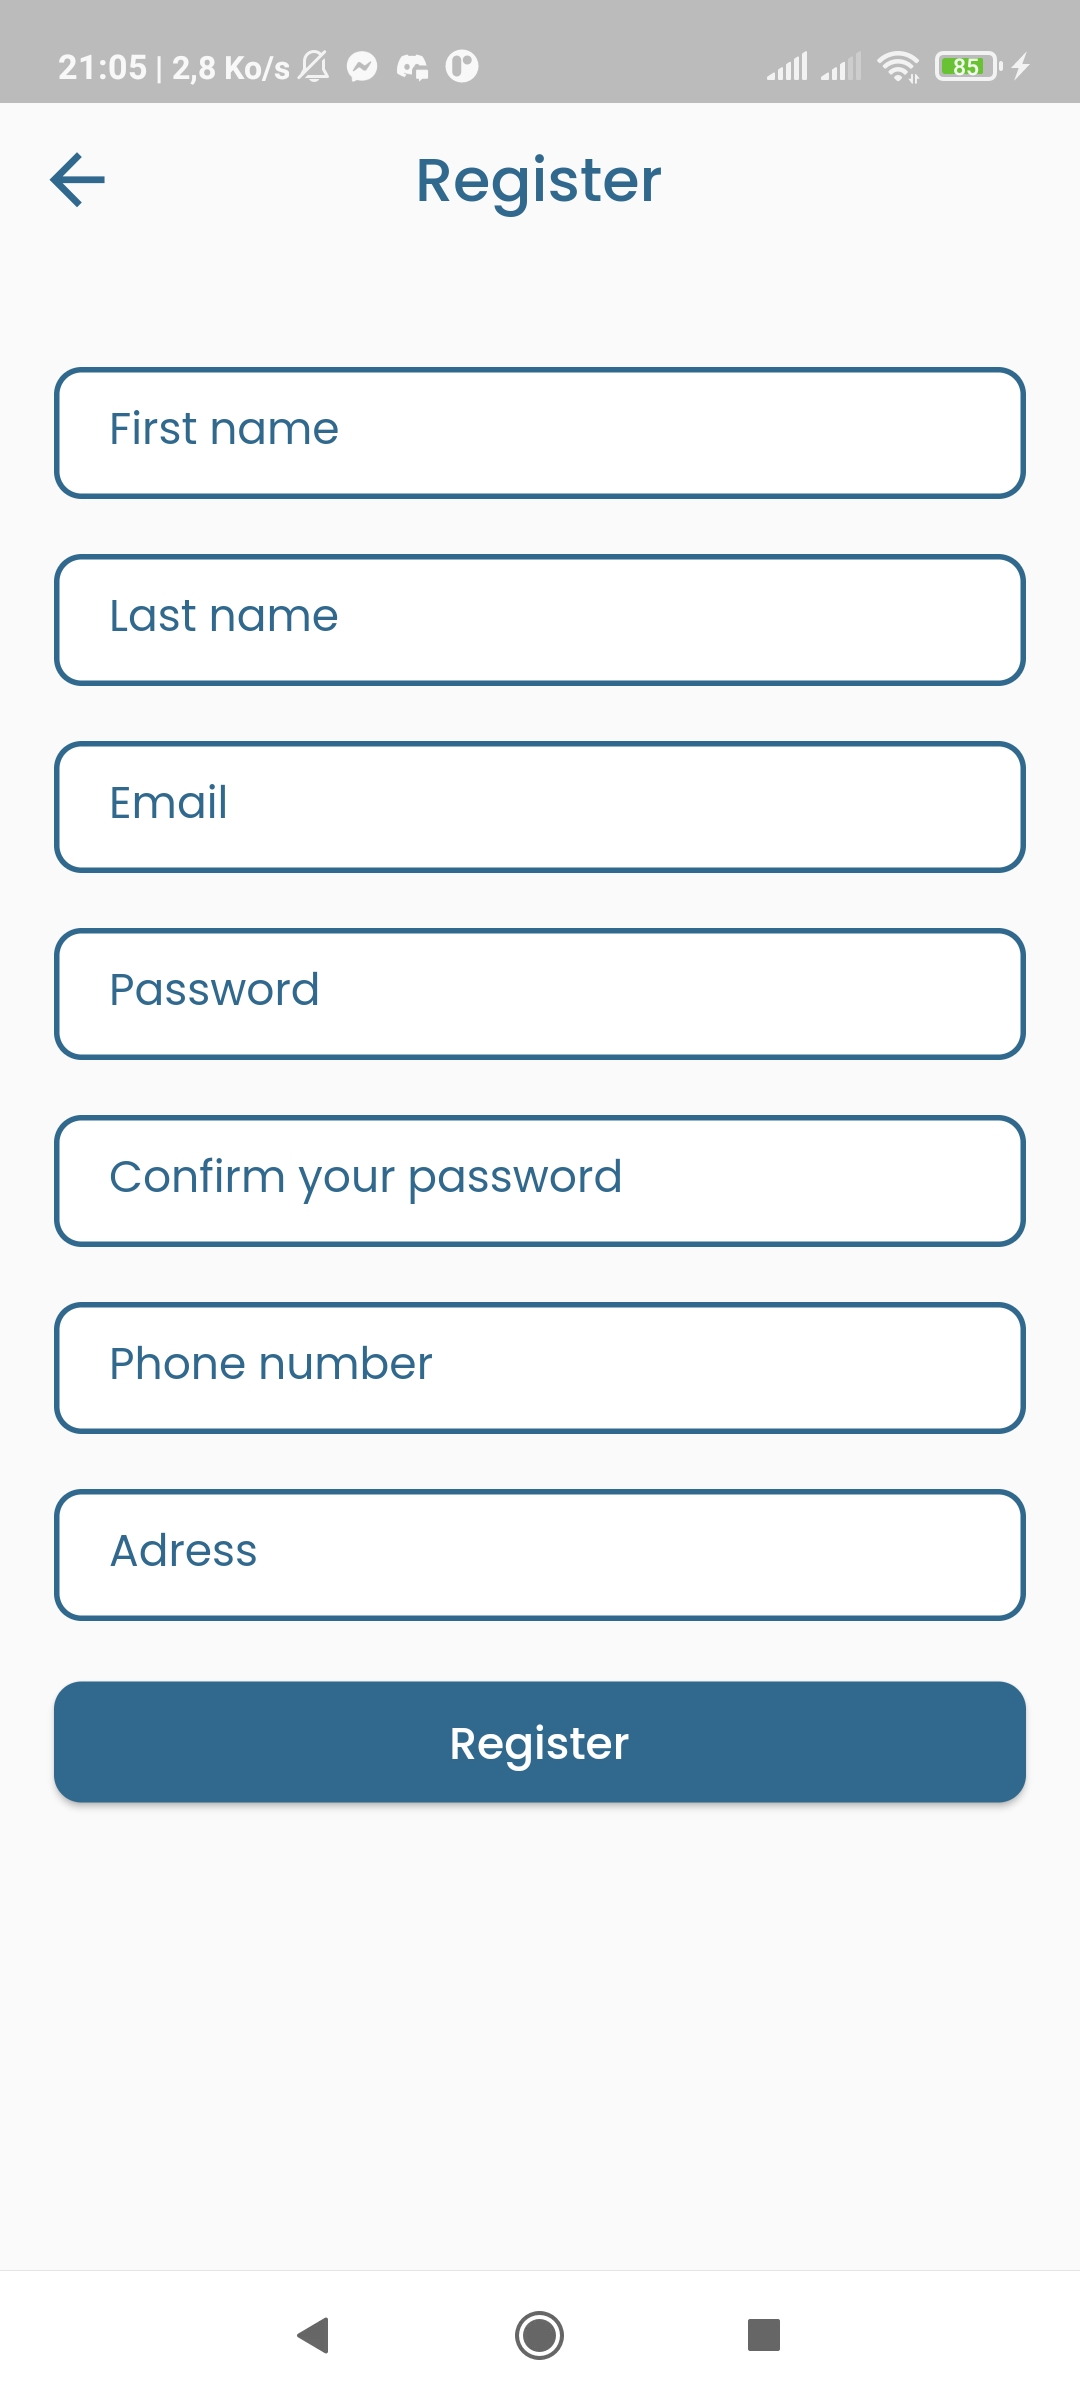 21:05 | 2,8 Ko/s
85
Register
First name
Last name
Email
Password
Confirm your password
Phone number
Adress
Register